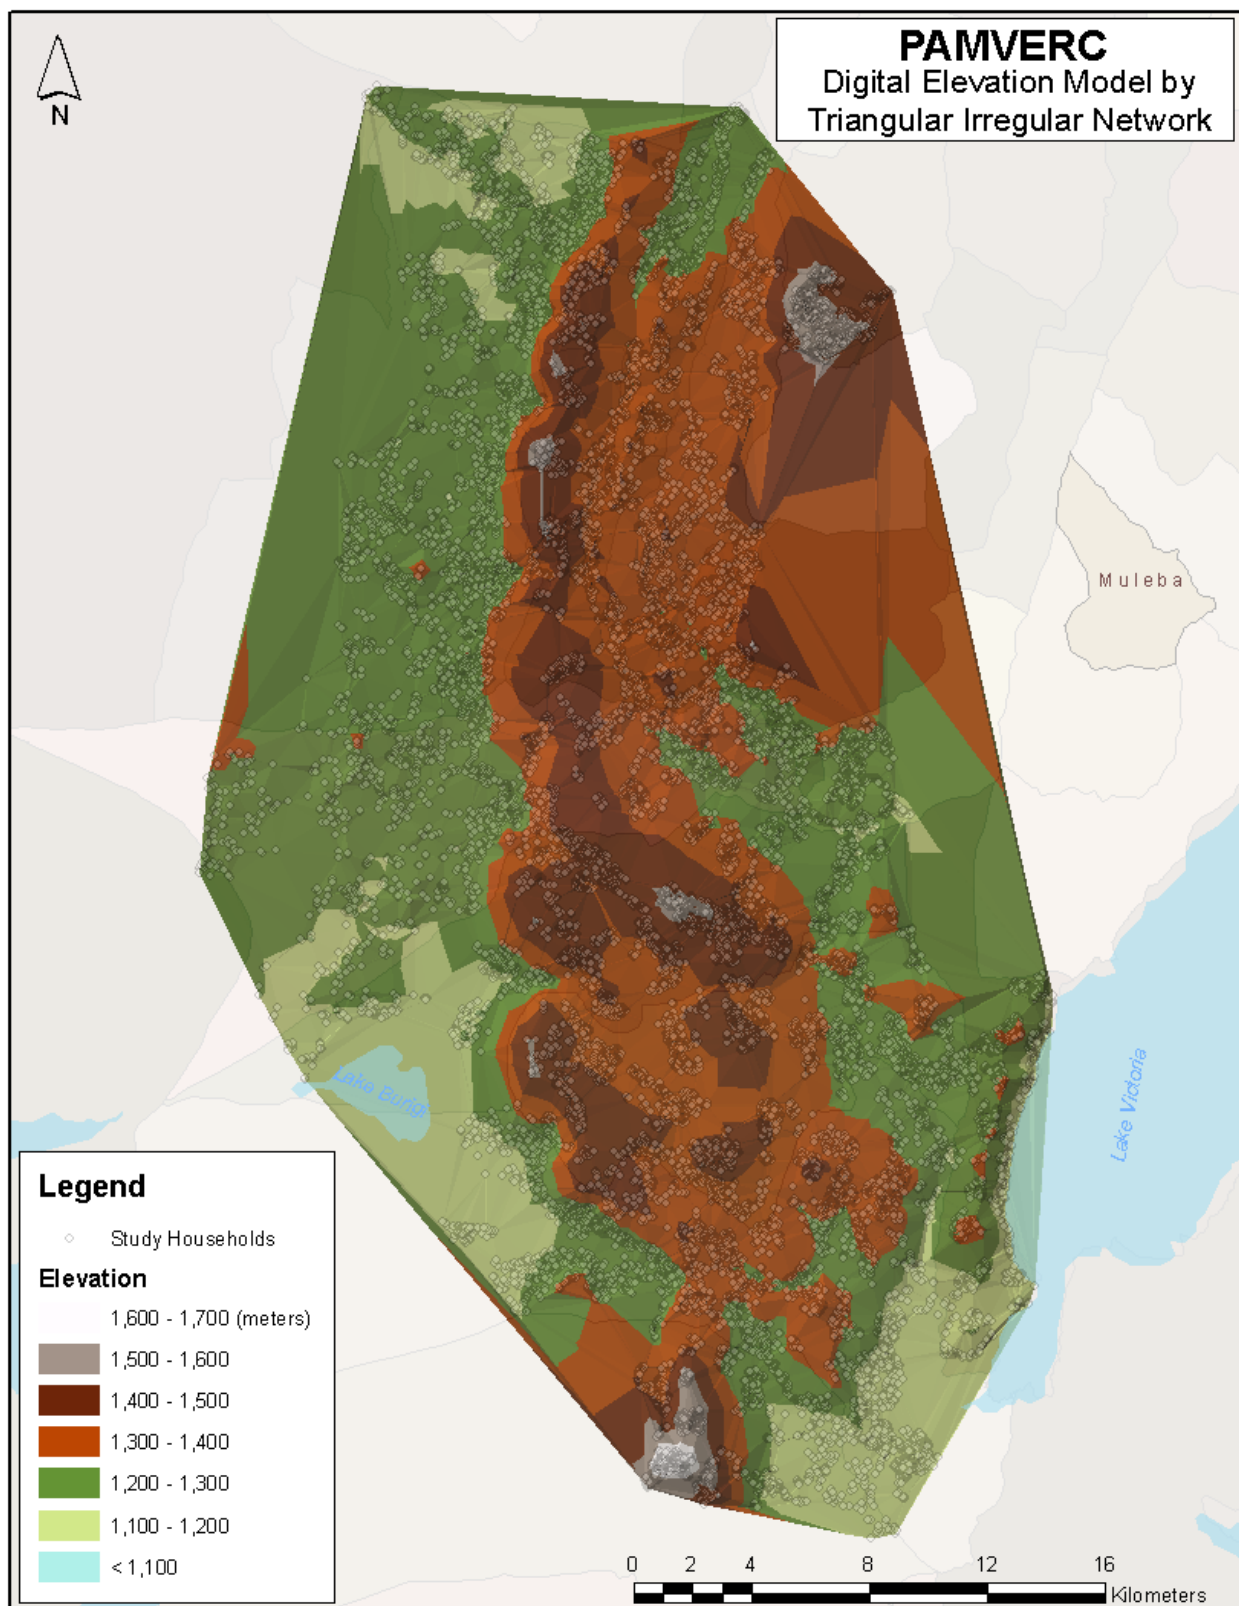 PAMVERC
Digital Elevation Model by
Triangular Irregular Network
N
Muleba
Lake Burigi
Lake Victoria
Legend
Study Households
Elevation
1,600 - 1,700 (meters)
1,500 - 1,600
1,400 - 1,500
1,300 - 1,400
1,200 - 1,300
1,100 - 1,200
< 1,100
0 2 4 8 12 16
Kilometers